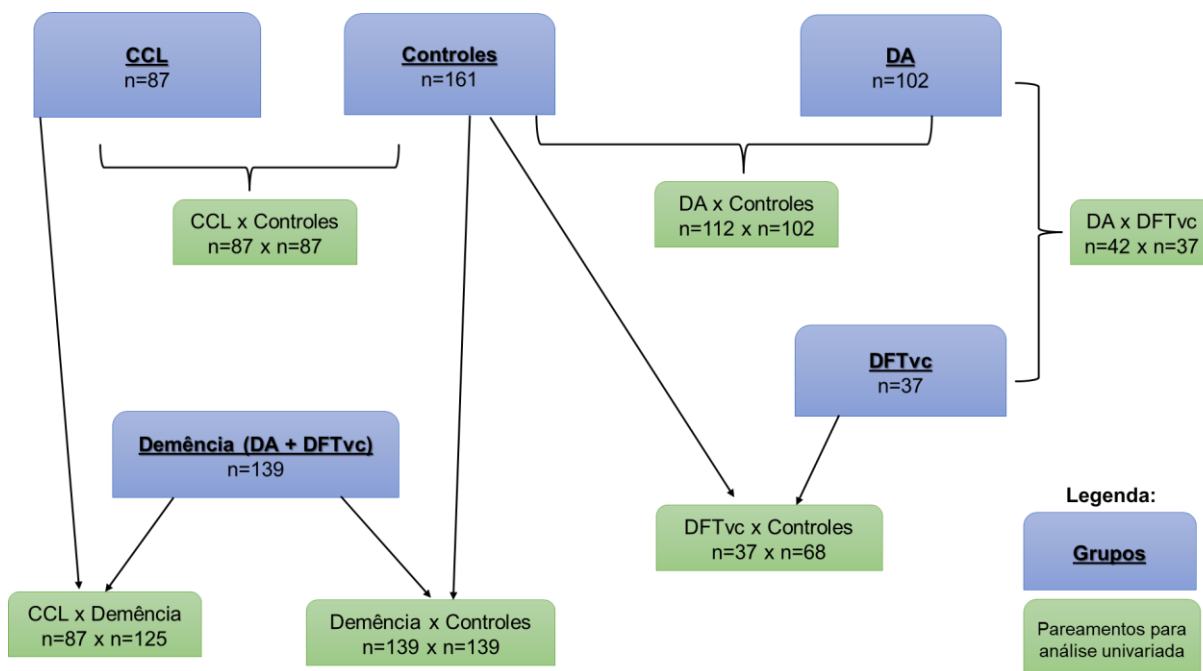 CCL
n=87
Controles
n=161
DA
n=102
CCL x Controles
n=87 x n=87
DA x Controles
n=112 x n=102
DA x DFTvc
n=42 x n=37
DFTvc
n=37
Demência (DA + DFTvc)
n=139
DFTvc x Controles
n=37 x n=68
CCL x Demência
n=87 x n=125
Demência x Controles
n=139 x n=139
Legenda:
Grupos
Pareamentos para
análise univariada